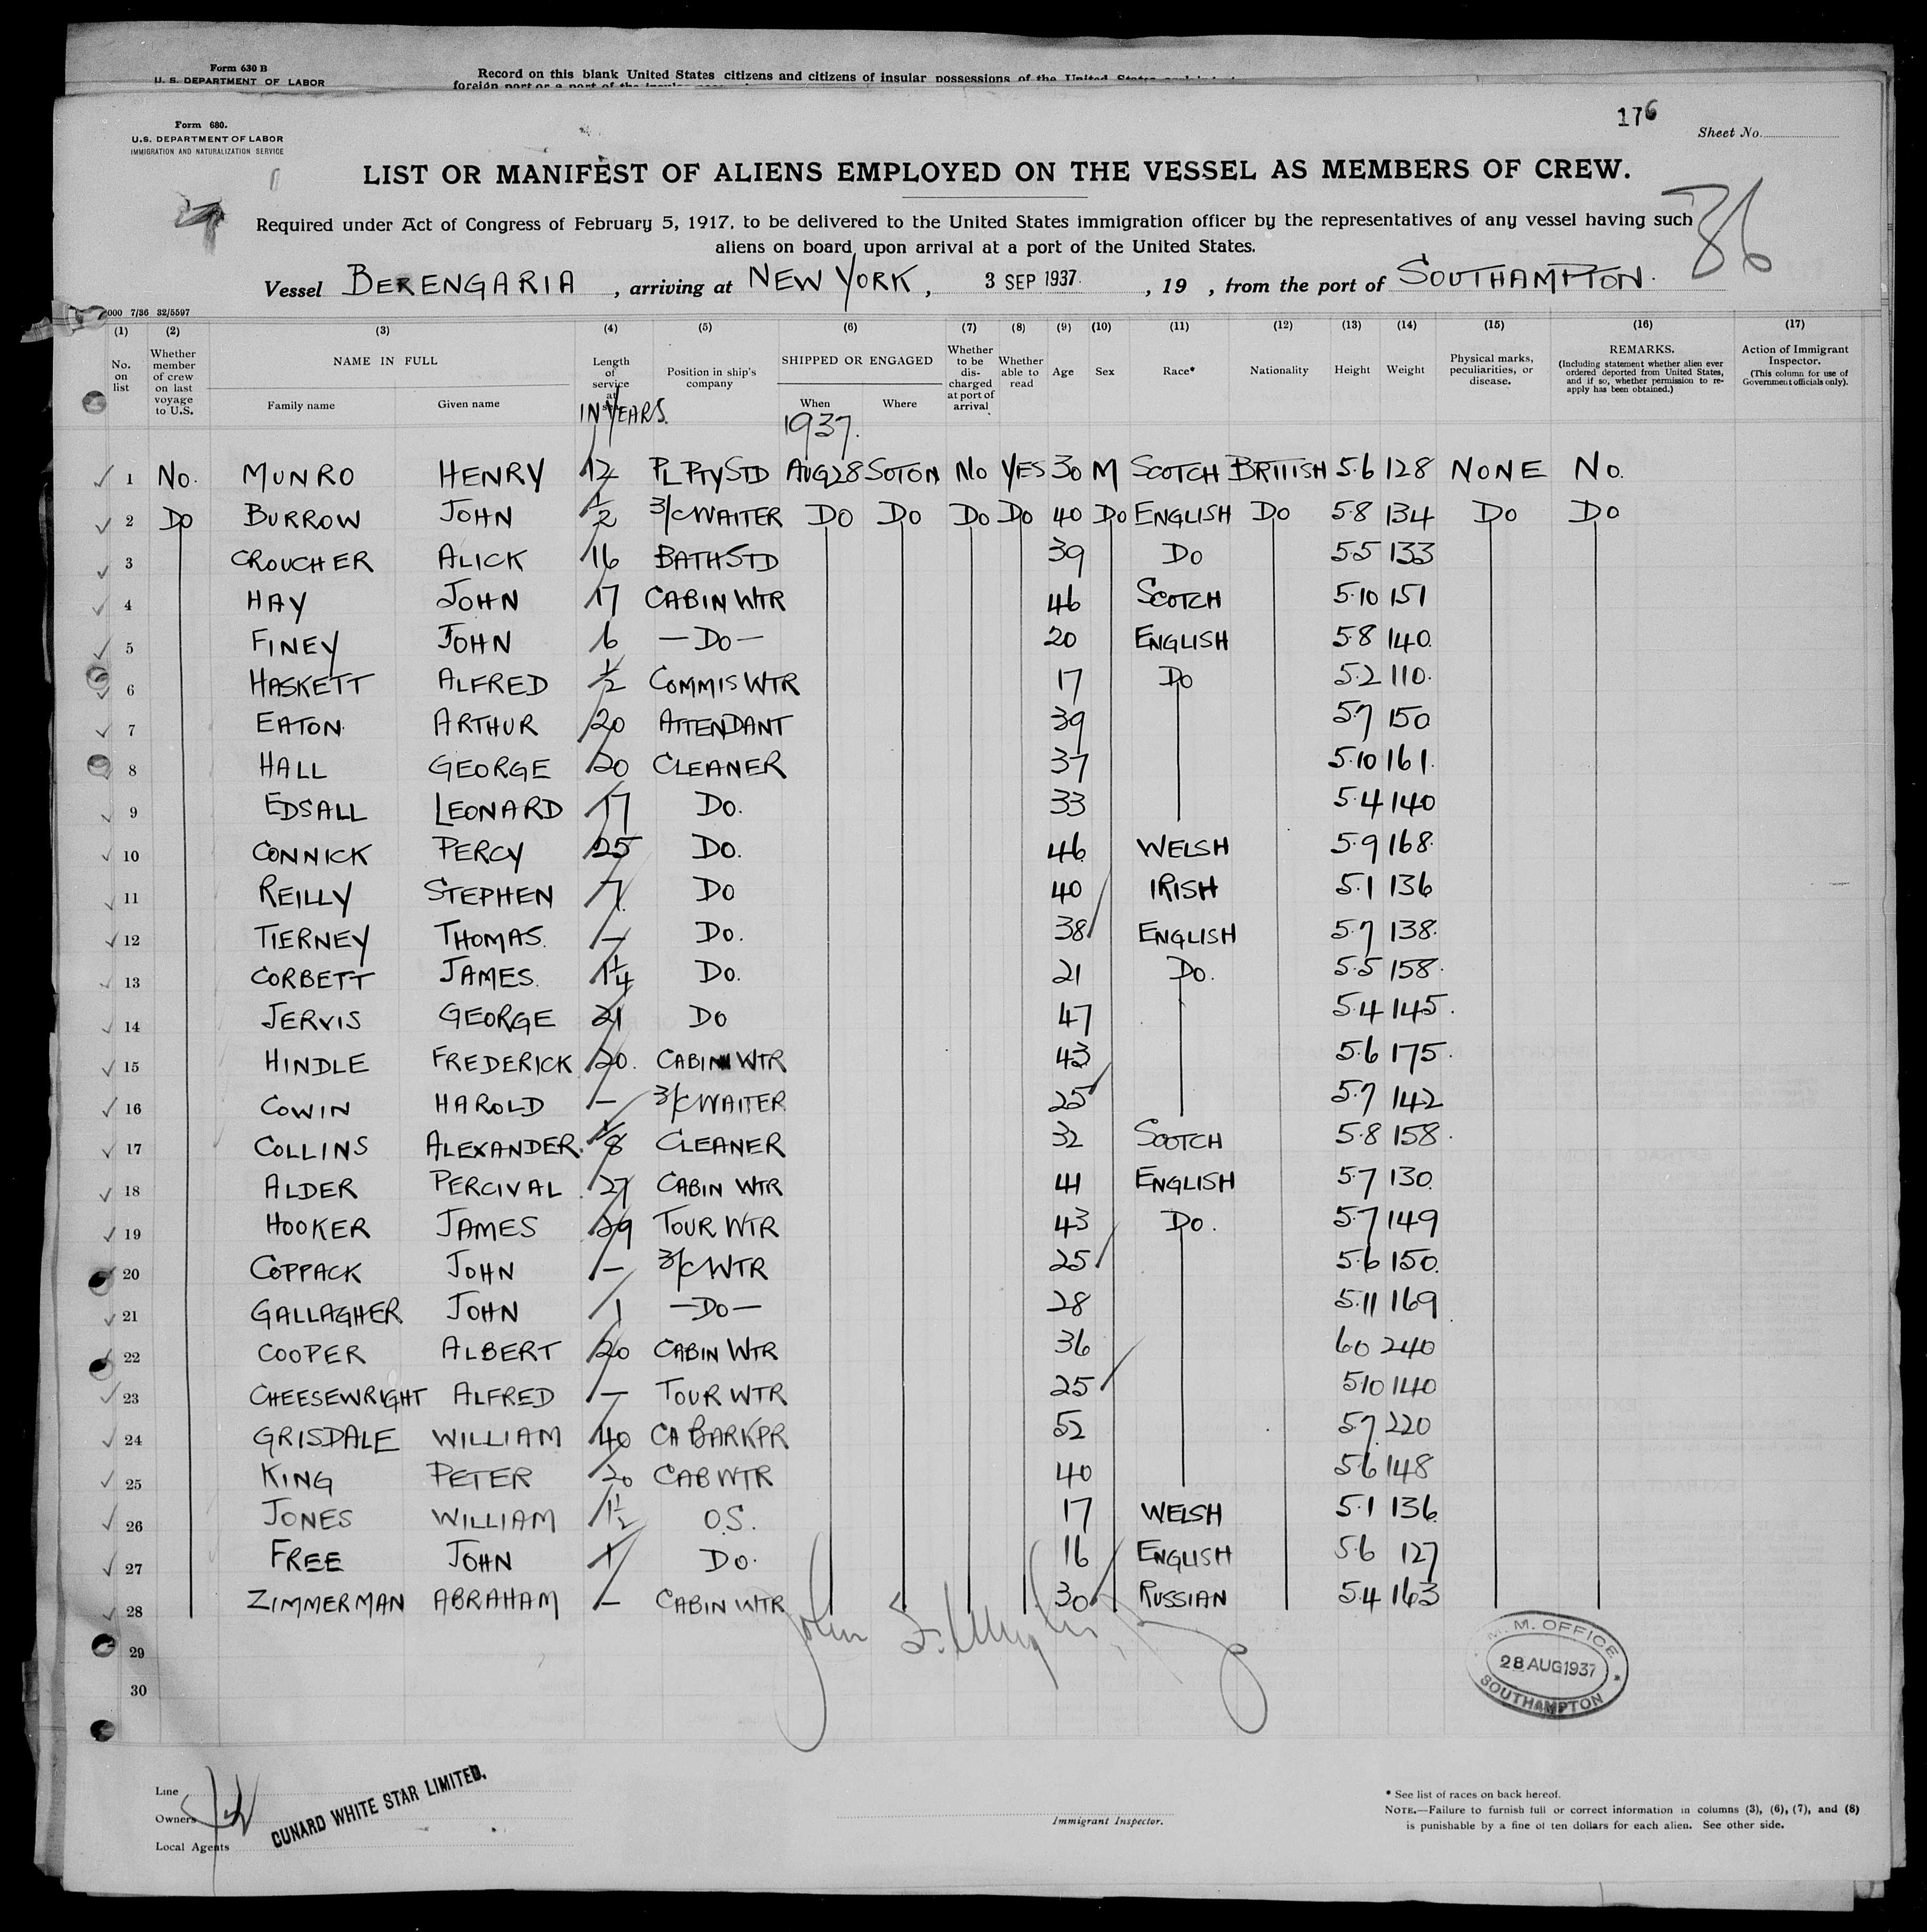 Form 630 B
U. S. DEPARTMENT OF LABOR
Record on this blank United States citizens and citizens of insular possessions of the United States
foreign port or a port of the
176
Form 680.
U.S. DEPARTMENT OF LABOR
IMMIGRATION AND NATURALIZATION SERVICE
Sheet No.
LIST OR MANIFEST OF ALIENS EMPLOYED ON THE VESSEL AS MEMBERS OF CREW.
86
Required under Act of Congress of February 5, 1917, to be delivered to the United States immigration officer by the representatives of any vessel having such
aliens on board upon arrival at a port of the United States.
Vessel BERENGARIA, arriving at NEW YORK, 3 SEP 1937, 19 , from the port of SOUTHAMPTON.
000 7/36 32/5597
(1) (2) (3) (4) (5) (6) (7) (8) (9) (10) (11) (12) (13) (14) (15) (16) (17)
No. on list
Whether member of crew on last voyage to U.S.
NAME IN FULL
Family name Given name
Length of service at sea
IN YEARS.
Position in ship's company
SHIPPED OR ENGAGED
When Where
1937.
Whether to be discharged at port of arrival
Whether able to read
Age
Sex
Race*
Nationality
Height
Weight
Physical marks, peculiarities, or disease.
REMARKS.
(Including statement whether alien ever ordered deported from United States, and if so, whether permission to re-apply has been obtained.)
Action of Immigrant Inspector.
(This column for use of Government officials only).
1 No. MUNRO HENRY 12 PL PTY STD AUG 28 SOTON NO YES 30 M SCOTCH BRITISH 5.6 128 NONE NO.
2 DO BURROW JOHN 1/2 3/C WAITER DO DO DO DO 40 DO ENGLISH DO 5.8 134 DO DO
3 CROUCHER ALICK 16 BATH STD 39 DO 5.5 133
4 HAY JOHN 17 CABIN WTR 46 SCOTCH 5.10 151
5 FINEY JOHN 6 — DO — 20 ENGLISH 5.8 140.
6 HASKETT ALFRED 1/2 COMMIS WTR 17 DO 5.2 110.
7 EATON ARTHUR 20 ATTENDANT 39 5.7 150
8 HALL GEORGE 20 CLEANER 37 5.10 161.
9 EDSALL LEONARD 17 DO. 33 5.4 140
10 CONNICK PERCY 25 DO. 46 WELSH 5.9 168.
11 REILLY STEPHEN 7 DO 40 IRISH 5.1 136
12 TIERNEY THOMAS. — DO. 38 ENGLISH 5.7 138.
13 CORBETT JAMES. 1 1/4 DO. 21 DO. 5.5 158.
14 JERVIS GEORGE 21 DO 47 5.4 145.
15 HINDLE FREDERICK 20. CABIN WTR 43 5.6 175.
16 COWIN HAROLD — 3/C WAITER 25 5.7 142
17 COLLINS ALEXANDER. 1/8 CLEANER 32 SCOTCH 5.8 158.
18 ALDER PERCIVAL 27 CABIN WTR 41 ENGLISH 5.7 130.
19 HOOKER JAMES 29 TOUR WTR 43 DO. 5.7 149
20 COPPACK JOHN — 3/C WTR 25 5.6 150.
21 GALLAGHER JOHN 1 — DO — 28 5.11 169
22 COOPER ALBERT 20 CABIN WTR 36 6 0 240
23 CHEESEWRIGHT ALFRED — TOUR WTR 25 5 10 140
24 GRISDALE WILLIAM 40 CA BARKPR 52 5.7 220
25 KING PETER 20 CAB WTR 40 5.6 148
26 JONES WILLIAM 1 1/2 O.S. 17 WELSH 5.1 136
27 FREE JOHN 1 DO. 16 ENGLISH 5.6 127
28 ZIMMERMAN ABRAHAM — CABIN WTR 30 RUSSIAN 5.4 163
29
30
M. M. OFFICE
28 AUG 1937
SOUTHAMPTON
Line
Owners
Local Agents
CUNARD WHITE STAR LIMITED.
Immigrant Inspector.
* See list of races on back hereof.
NOTE.—Failure to furnish full or correct information in columns (3), (6), (7), and (8)
is punishable by a fine of ten dollars for each alien. See other side.